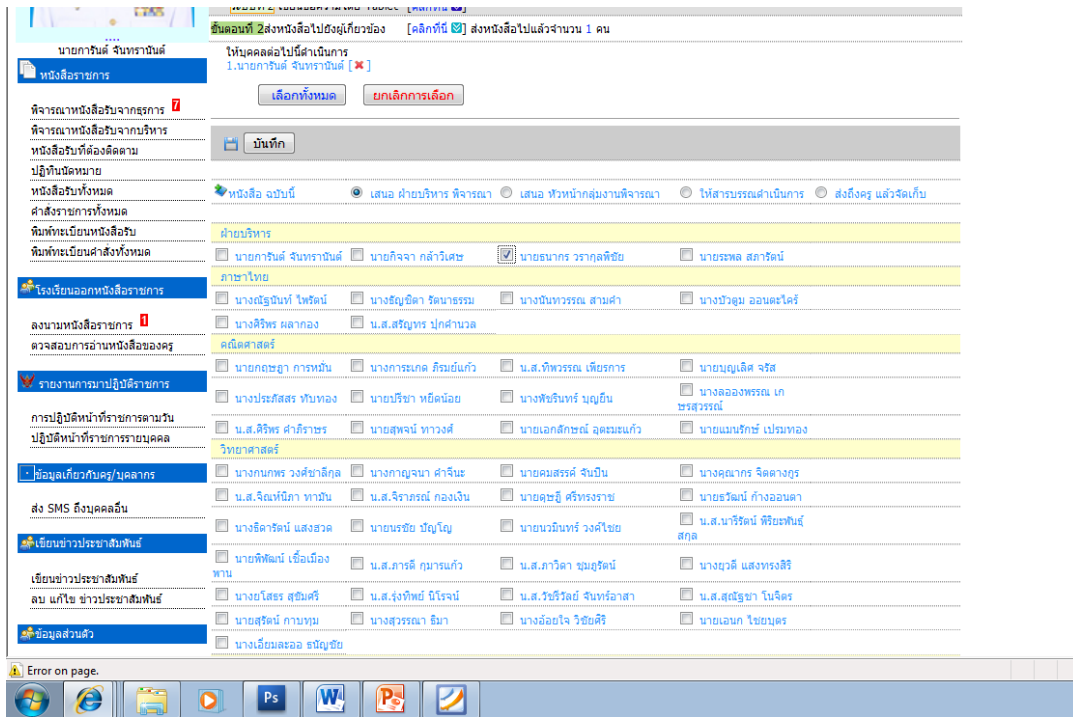 [คลิกที่นี่]
ขั้นตอนที่ 2ส่งหนังสือไปยังผู้เกี่ยวข้อง [คลิกที่นี่] ส่งหนังสือไปแล้วจำนวน 1 คน
....
นายการันต์ จันทรานันต์
ให้บุคคลต่อไปนี้ดำเนินการ
1.นายการันต์ จันทรานันต์ [ ]
เลือกทั้งหมด ยกเลิกการเลือก
บันทึก
หนังสือราชการ
พิจารณาหนังสือรับจากธุรการ 7
พิจารณาหนังสือรับจากบริหาร
หนังสือรับที่ต้องติดตาม
ปฏิทินนัดหมาย
หนังสือรับทั้งหมด
คำสั่งราชการทั้งหมด
พิมพ์ทะเบียนหนังสือรับ
พิมพ์ทะเบียนคำสั่งทั้งหมด
โรงเรียนออกหนังสือราชการ
ลงนามหนังสือราชการ 1
ตวจสอบการอ่านหนังสือของครู
รายงานการมาปฏิบัติราชการ
การปฏิบัติหน้าที่ราชการตามวัน
ปฏิบัติหน้าที่ราชการรายบุคคล
ข้อมูลเกี่ยวกับครู/บุคลากร
ส่ง SMS ถึงบุคคลอื่น
เขียนข่าวประชาสัมพันธ์
เขียนข่าวประชาสัมพันธ์
ลบ แก้ไข ข่าวประชาสัมพันธ์
ข้อมูลส่วนตัว
หนังสือ ฉบับนี้ เสนอ ฝ่ายบริหาร พิจารณา เสนอ หัวหน้ากลุ่มงานพิจารณา ให้สารบรรณดำเนินการ ส่งถึงครู แล้วจัดเก็บ
ฝ่ายบริหาร
นายการันต์ จันทรานันต์ นายกิจจา กล้าวิเศษ นายธนากร วรากุลพิชัย นายระพล สภารัตน์
ภาษาไทย
นางณัฐนันท์ ไพรัตน์ นางธัญชิตา รัตนาธรรม นางนันทวรรณ สามคำ นางบัวตูม ออนตะไคร้
นางศิริพร ผลากอง น.ส.สรัญทร ปุกคำนวล
คณิตศาสตร์
นายกฤษฎา การหมั่น นางการะเกด ภิรมย์แก้ว น.ส.ทิพวรรณ เพียรการ นายบุญเลิศ จรัส
นางประภัสสร ทับทอง นายปรีชา หยีดน้อย นางพัชรินทร์ บุญยืน นางลอองพรรณ เก
ษรสุวรรณ์
น.ส.ศิริพร คำภิราษร นายสุพจน์ ทาวงศ์ นายเอกลักษณ์ อุตะมะแก้ว นายแมนรักษ์ เปรมทอง
วิทยาศาสตร์
นางกนกพร วงศ์ชาลีกุล นางกาญจนา คำจีนะ นายคมสรรค์ จันปิน นางคุณากร จิตตางกูร
น.ส.จิณห์นิภา ทามัน น.ส.จิราภรณ์ กองเงิน นายดุษฎี ศรีทรงราช นายธวัฒน์ ก้างออนตา
นางธิดารัตน์ แสงฮวด นายนรชัย ปัญโญ นายนวมินทร์ วงค์ไชย น.ส.นารีรัตน์ พิริยะพันธุ์
สกุล
นายพิพัฒน์ เชื้อเมือง
พาน น.ส.ภารดี กุมารแก้ว น.ส.ภาวิดา ชุมภูรัตน์ นางยุวดี แสงทรงสิริ
นางยโสธร สุชิมศรี น.ส.รุ่งทิพย์ นิโรจน์ น.ส.วัชรีวัลย์ จันทร์อาสา น.ส.สุณัฐชา โนจิตร
นายสุรัตน์ กาบทุม นางสุวรรณา ธิมา นางอ้อยใจ วิชัยศิริ นายเอนก ไชยบุตร
นางเอี่ยมละออ ธนัญชัย
Error on page.
Ps